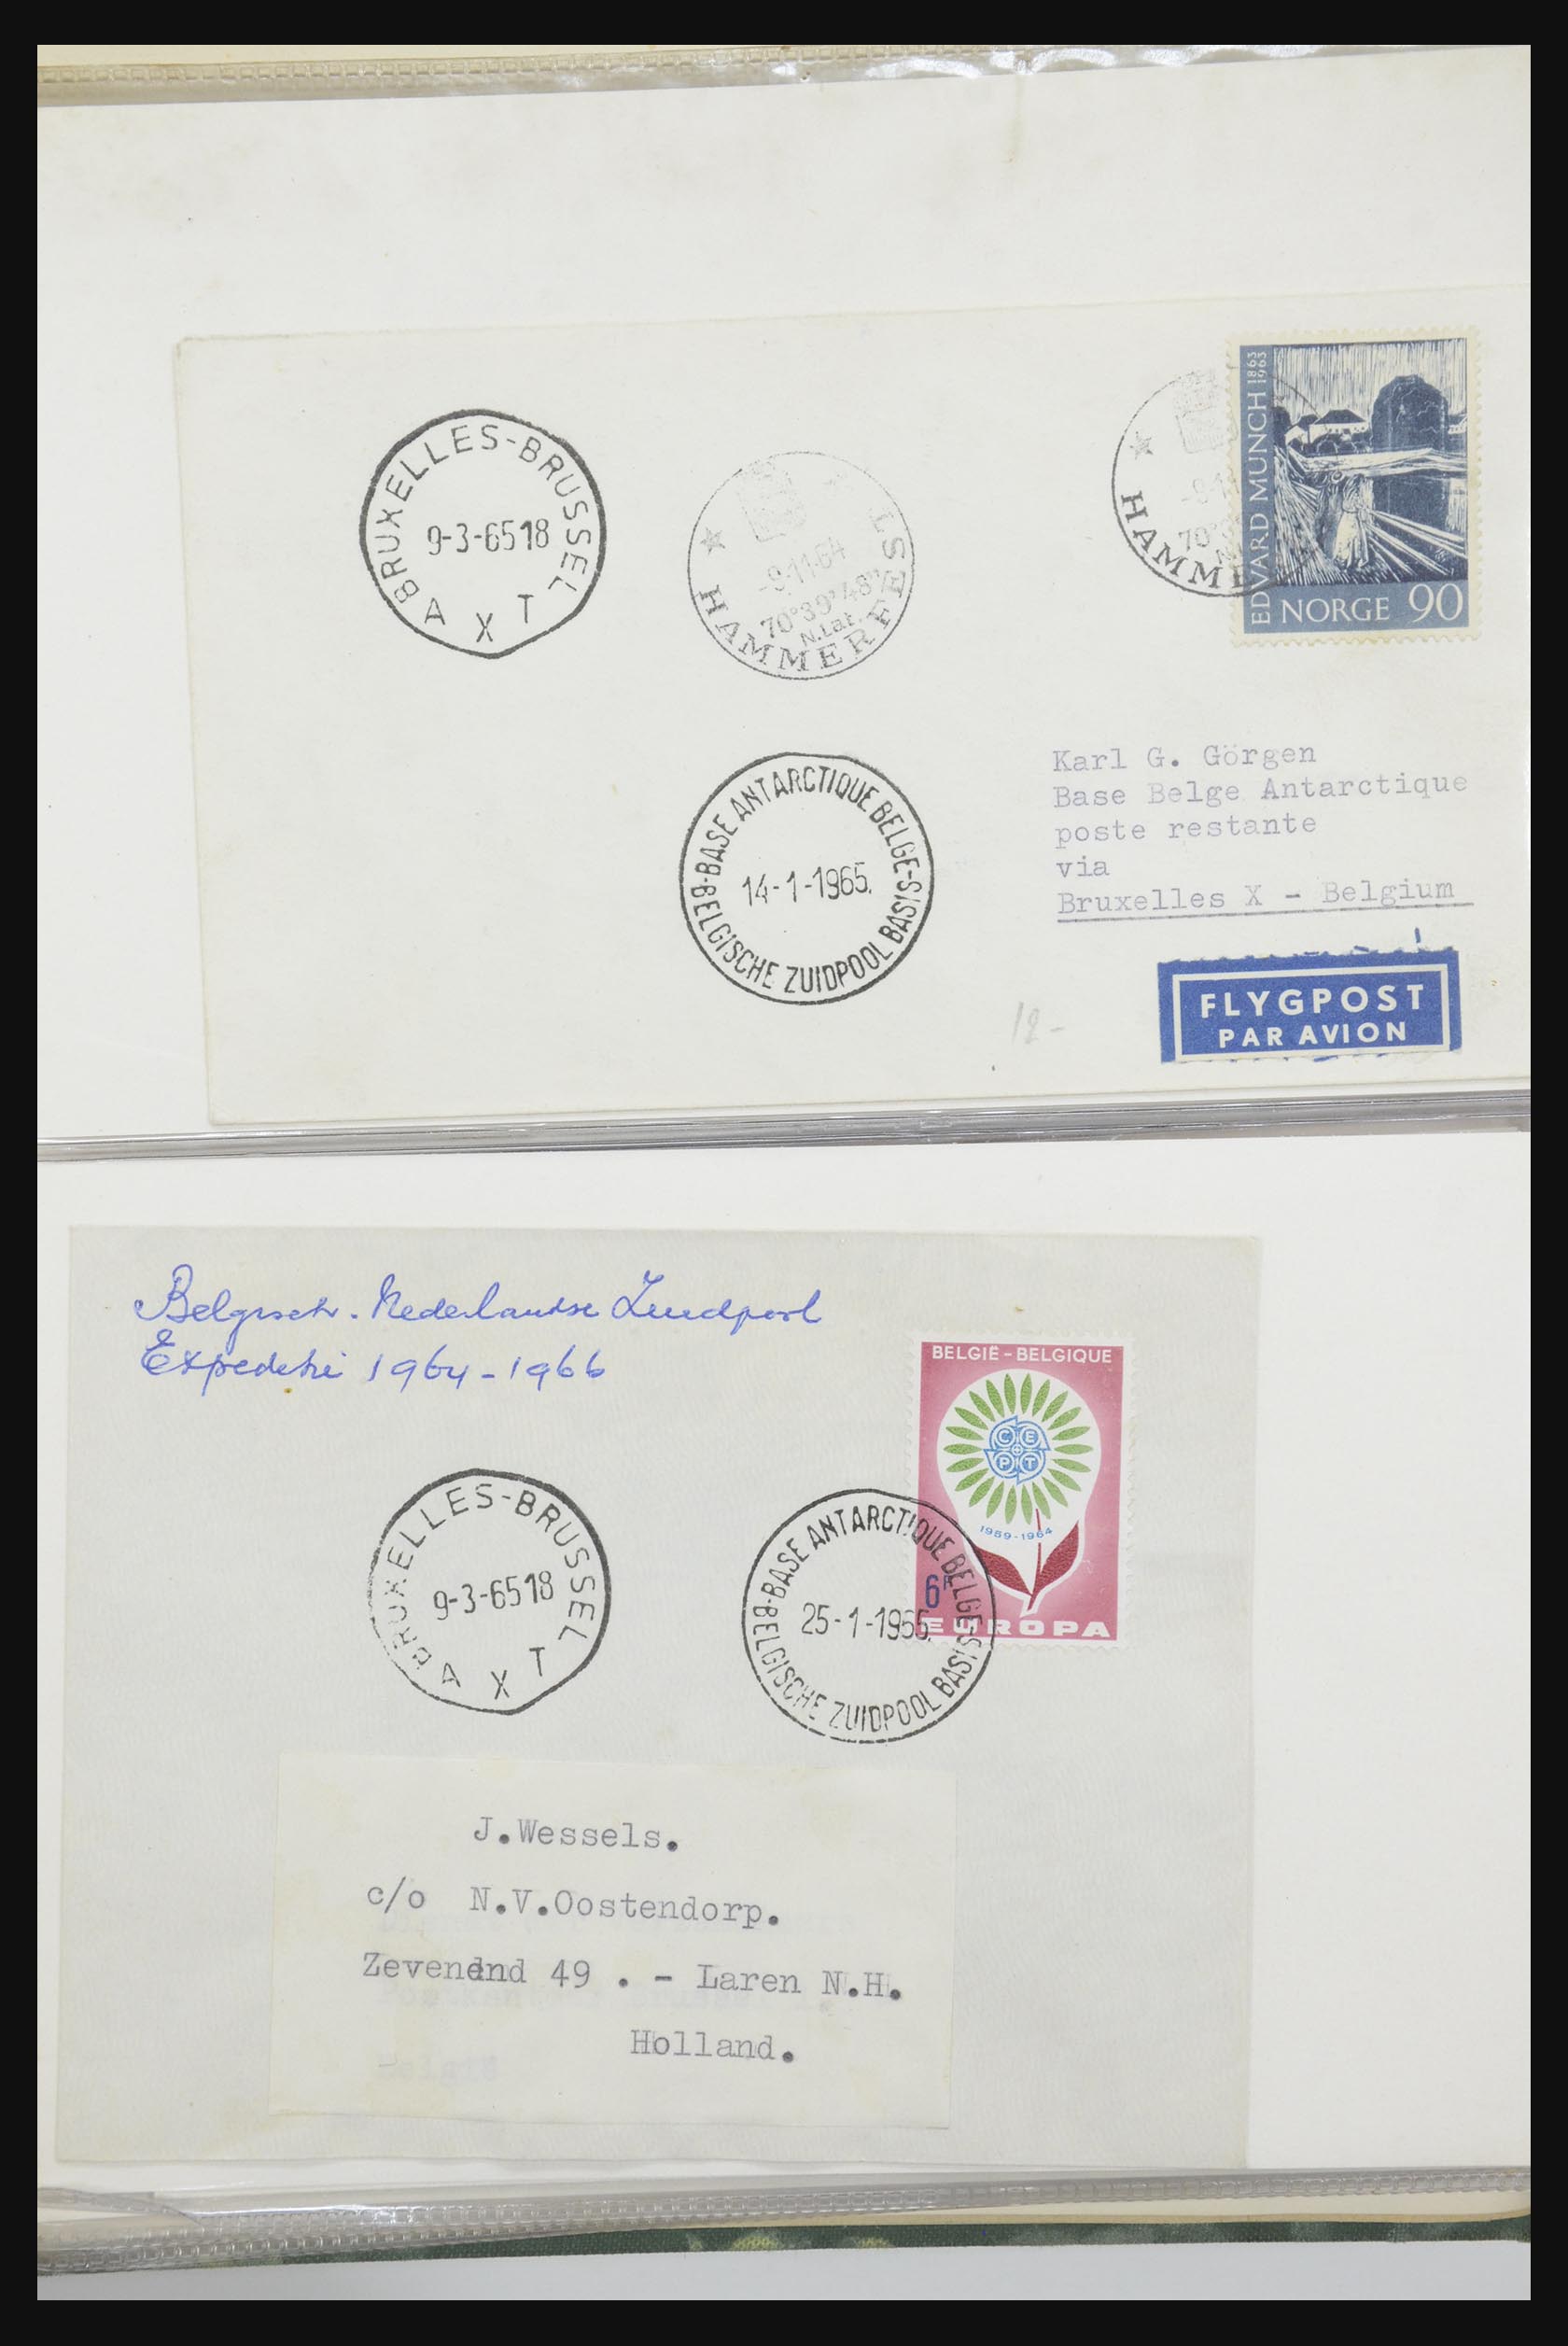 BRUXELLES-BRUSSEL
9-3-65 18
A X T
-9-11-64
70°39'48"
N.Lat.
HAMMERFEST
70°
HAMME
EDVARD MUNCH 1863 1963
NORGE 90
BASE ANTARCTIQUE BELGE-
14-1-1965.
BELGISCHE ZUIDPOOL BASIS-
Karl G. Görgen
Base Belge Antarctique
poste restante
via
Bruxelles X - Belgium
12-
FLYGPOST
PAR AVION
Belgisch-Nederlandse Zuidpool
Expeditie 1964-1966
BELGIË-BELGIQUE
CEPT
1959-1964
6F
EUROPA
BRUXELLES-BRUSSEL
9-3-65 18
A X T
BASE ANTARCTIQUE BELGE-
25-1-1965.
BELGISCHE ZUIDPOOL BASIS-
J.Wessels.
c/o N.V.Oostendorp.
Zevenend 49 . - Laren N.H.
Holland.
België